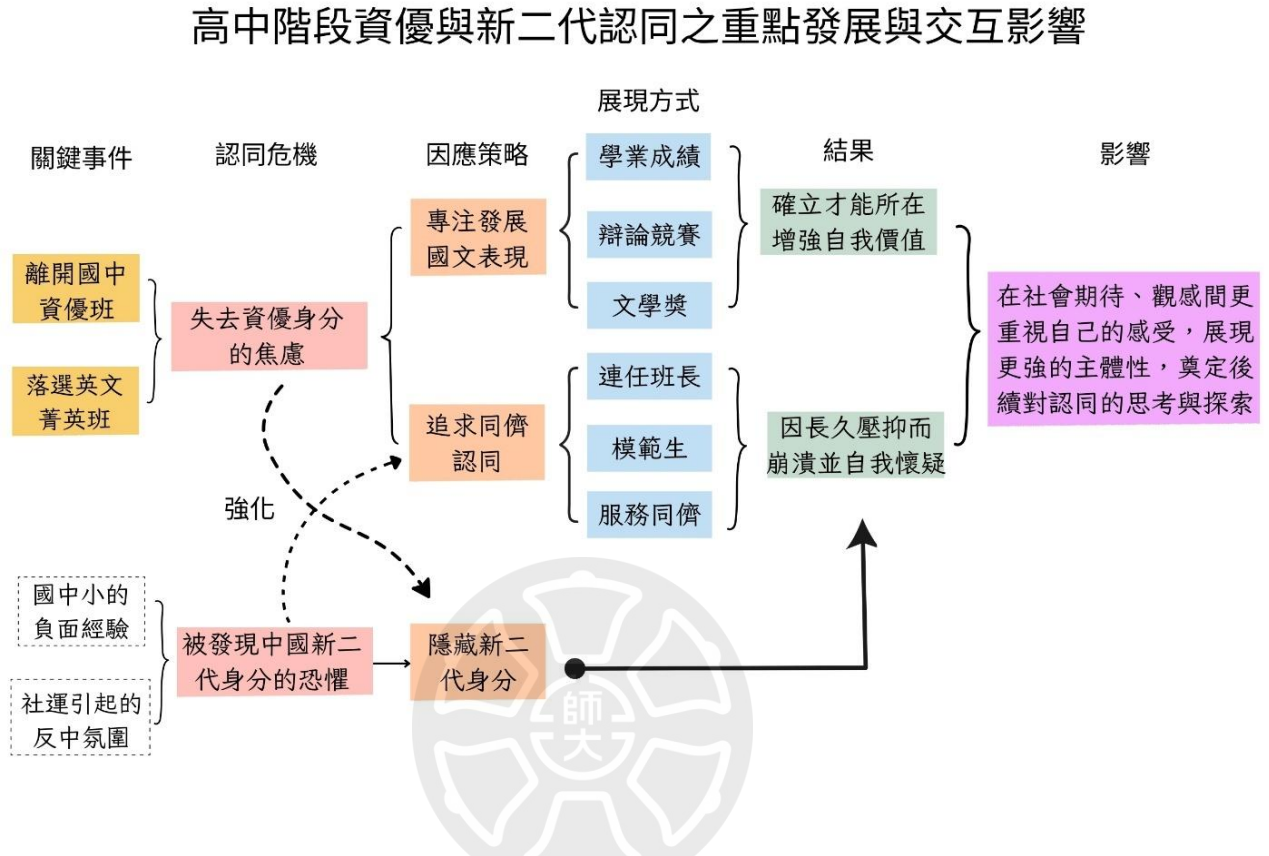 高中階段資優與新二代認同之重點發展與交互影響
關鍵事件
認同危機
因應策略
展現方式
結果
影響
離開國中
資優班
落選英文
菁英班
失去資優身分
的焦慮
專注發展
國文表現
追求同儕
認同
學業成績
辯論競賽
文學獎
連任班長
模範生
服務同儕
確立才能所在
增強自我價值
因長久壓抑而
崩潰並自我懷疑
在社會期待、觀感間更
重視自己的感受，展現
更強的主體性，奠定後
續對認同的思考與探索
強化
國中小的
負面經驗
社運引起的
反中氛圍
被發現中國新二
代身分的恐懼
隱藏新二
代身分
師大